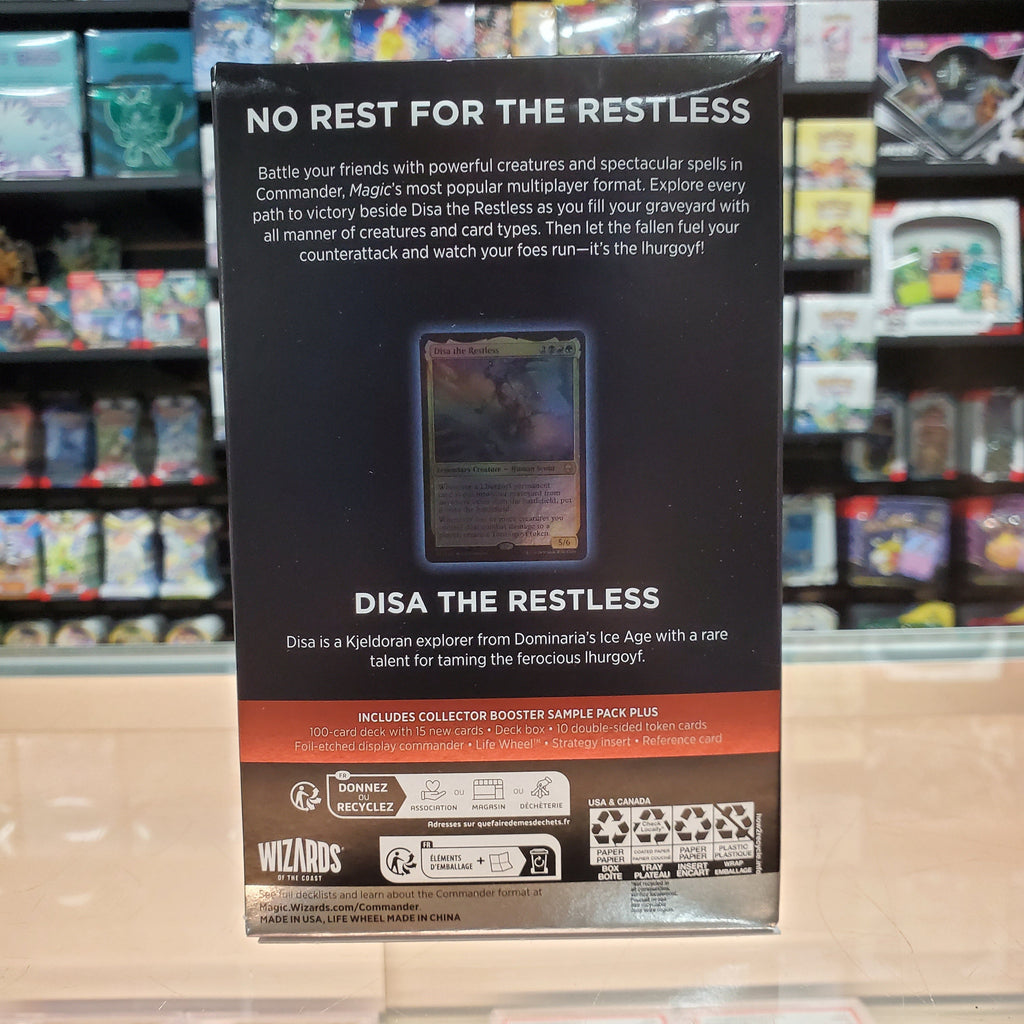 NO REST FOR THE RESTLESS
Battle your friends with powerful creatures and spectacular spells in
Commander, Magic's most popular multiplayer format. Explore every
path to victory beside Disa the Restless as you fill your graveyard with
all manner of creatures and card types. Then let the fallen fuel your
counterattack and watch your foes run—it's the lhurgoyf!
Disa the Restless
Legendary Creature — Human Scout
5/6
DISA THE RESTLESS
Disa is a Kjeldoran explorer from Dominaria's Ice Age with a rare
talent for taming the ferocious lhurgoyf.
INCLUDES COLLECTOR BOOSTER SAMPLE PACK PLUS
100-card deck with 15 new cards • Deck box • 10 double-sided token cards
Foil-etched display commander • Life Wheel™ • Strategy insert • Reference card
FR
DONNEZ
OU
RECYCLEZ
ASSOCIATION
OU
MAGASIN
OU
DÉCHÈTERIE
Adresses sur quefairedemesdechets.fr
FR
ÉLÉMENTS
D'EMBALLAGE
+
WIZARDS
OF THE COAST
USA & CANADA
Check
Locally
PAPER
PAPIER
COATED PAPER
PAPIER COUCHÉ
PAPER
PAPIER
PLASTIC
PLASTIQUE
BOX
BOÎTE
TRAY
PLATEAU
INSERT
ENCART
WRAP
EMBALLAGE
how2recycle.info
See full decklists and learn about the Commander format at
Magic.Wizards.com/Commander.
MADE IN USA, LIFE WHEEL MADE IN CHINA